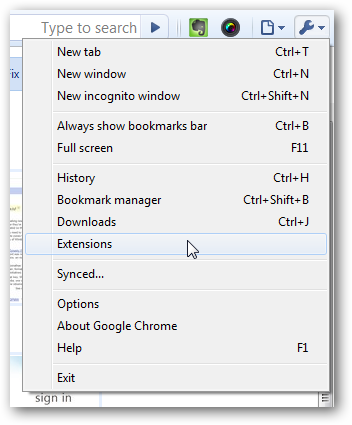 Type to search
New tab Ctrl+T
New window Ctrl+N
New incognito window Ctrl+Shift+N
Always show bookmarks bar Ctrl+B
Full screen F11
History Ctrl+H
Bookmark manager Ctrl+Shift+B
Downloads Ctrl+J
Extensions
Synced...
Options
About Google Chrome
Help F1
Exit
sign in